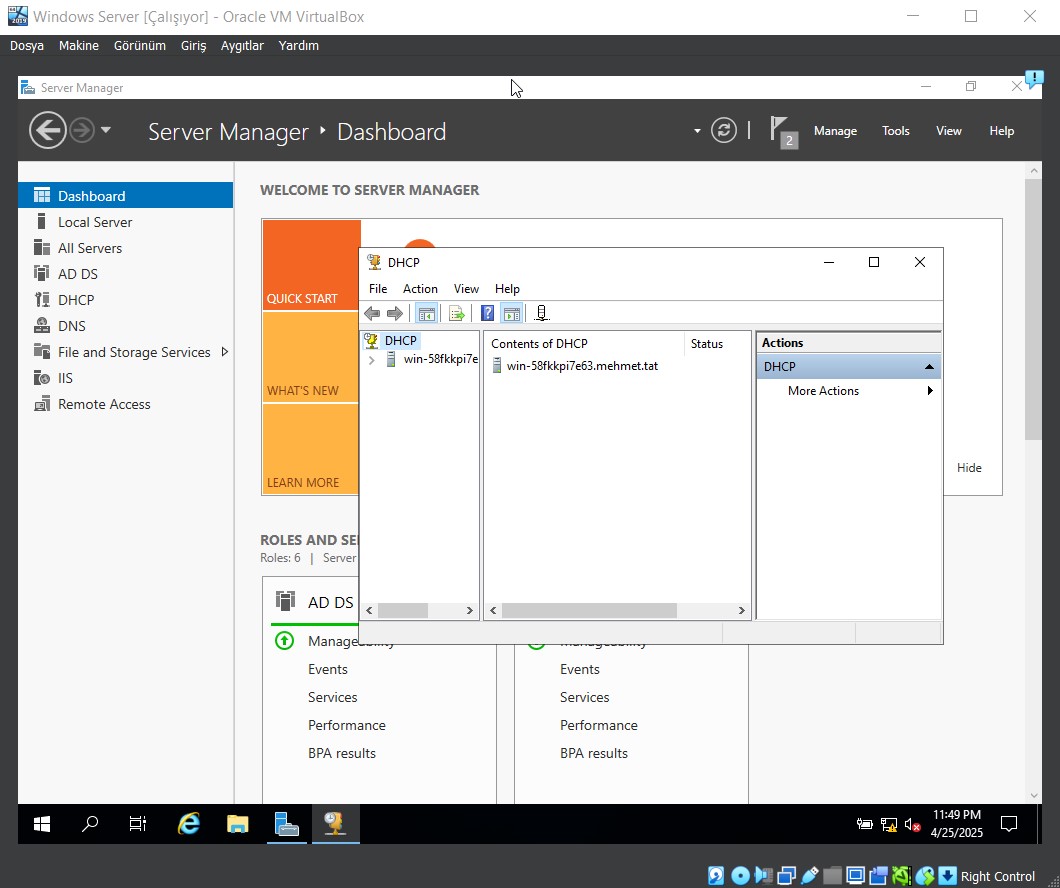 Windows Server [Çalışıyor] - Oracle VM VirtualBox
Dosya Makine Görünüm Giriş Aygıtlar Yardım
Server Manager
Server Manager Dashboard
2
Manage Tools View Help
Dashboard
Local Server
All Servers
AD DS
DHCP
DNS
File and Storage Services
IIS
Remote Access
WELCOME TO SERVER MANAGER
QUICK START
WHAT'S NEW
LEARN MORE
Hide
DHCP
File Action View Help
DHCP
win-58fkkpi7e
Contents of DHCP Status
win-58fkkpi7e63.mehmet.tat
Actions
DHCP
More Actions
ROLES AND SE
Roles: 6 | Server
AD DS
Manageability
Events
Services
Performance
BPA results
Manageability
Events
Services
Performance
BPA results
11:49 PM
4/25/2025
Right Control